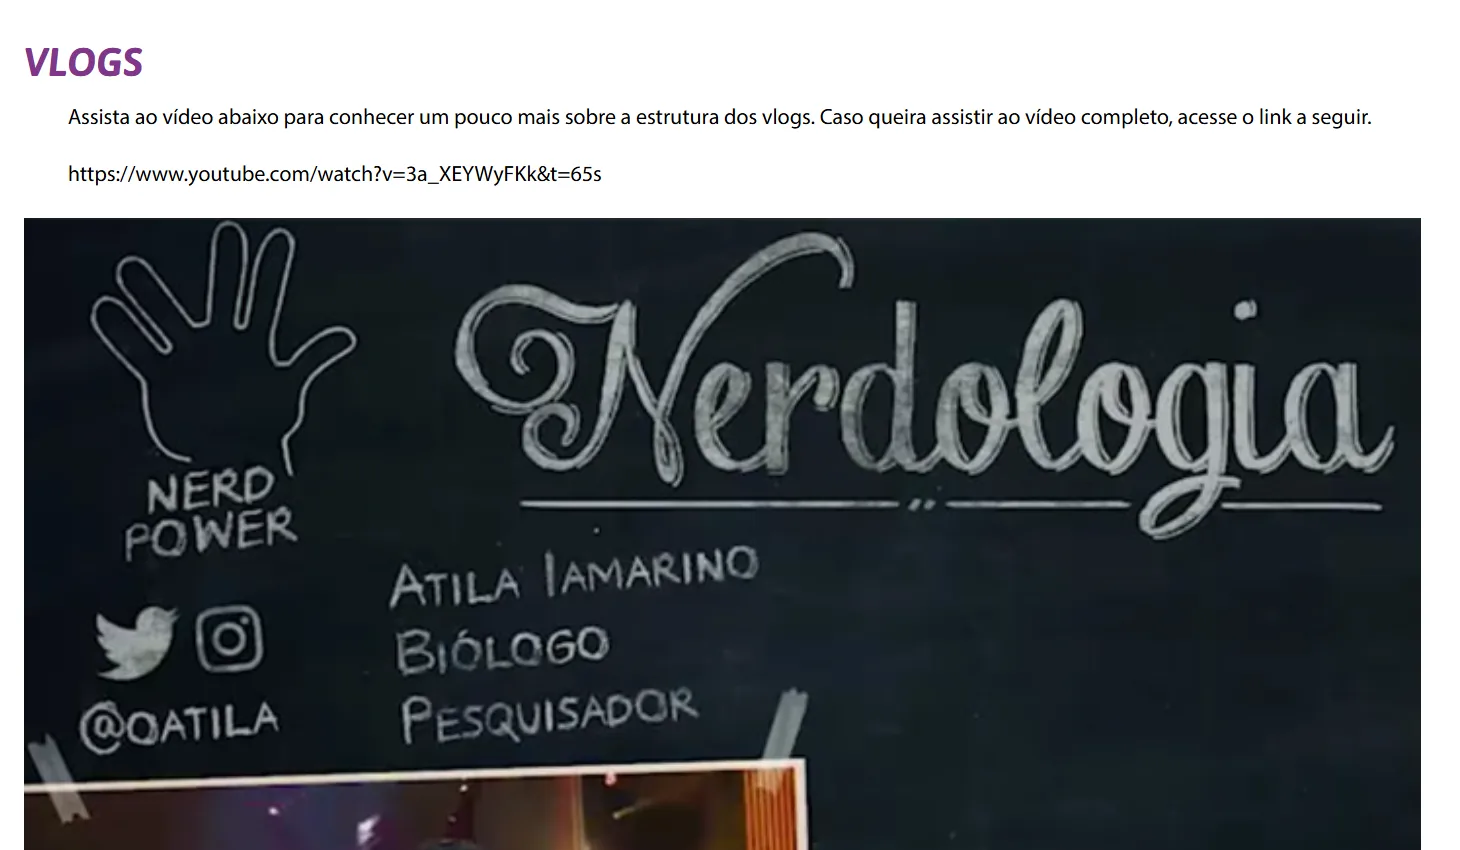 VLOGS
Assista ao vídeo abaixo para conhecer um pouco mais sobre a estrutura dos vlogs. Caso queira assistir ao vídeo completo, acesse o link a seguir.
https://www.youtube.com/watch?v=3a_XEYWyFKk&t=65s
Nerdologia
NERD
POWER
ATILA IAMARINO
BIÓLOGO
PESQUISADOR
@OATILA